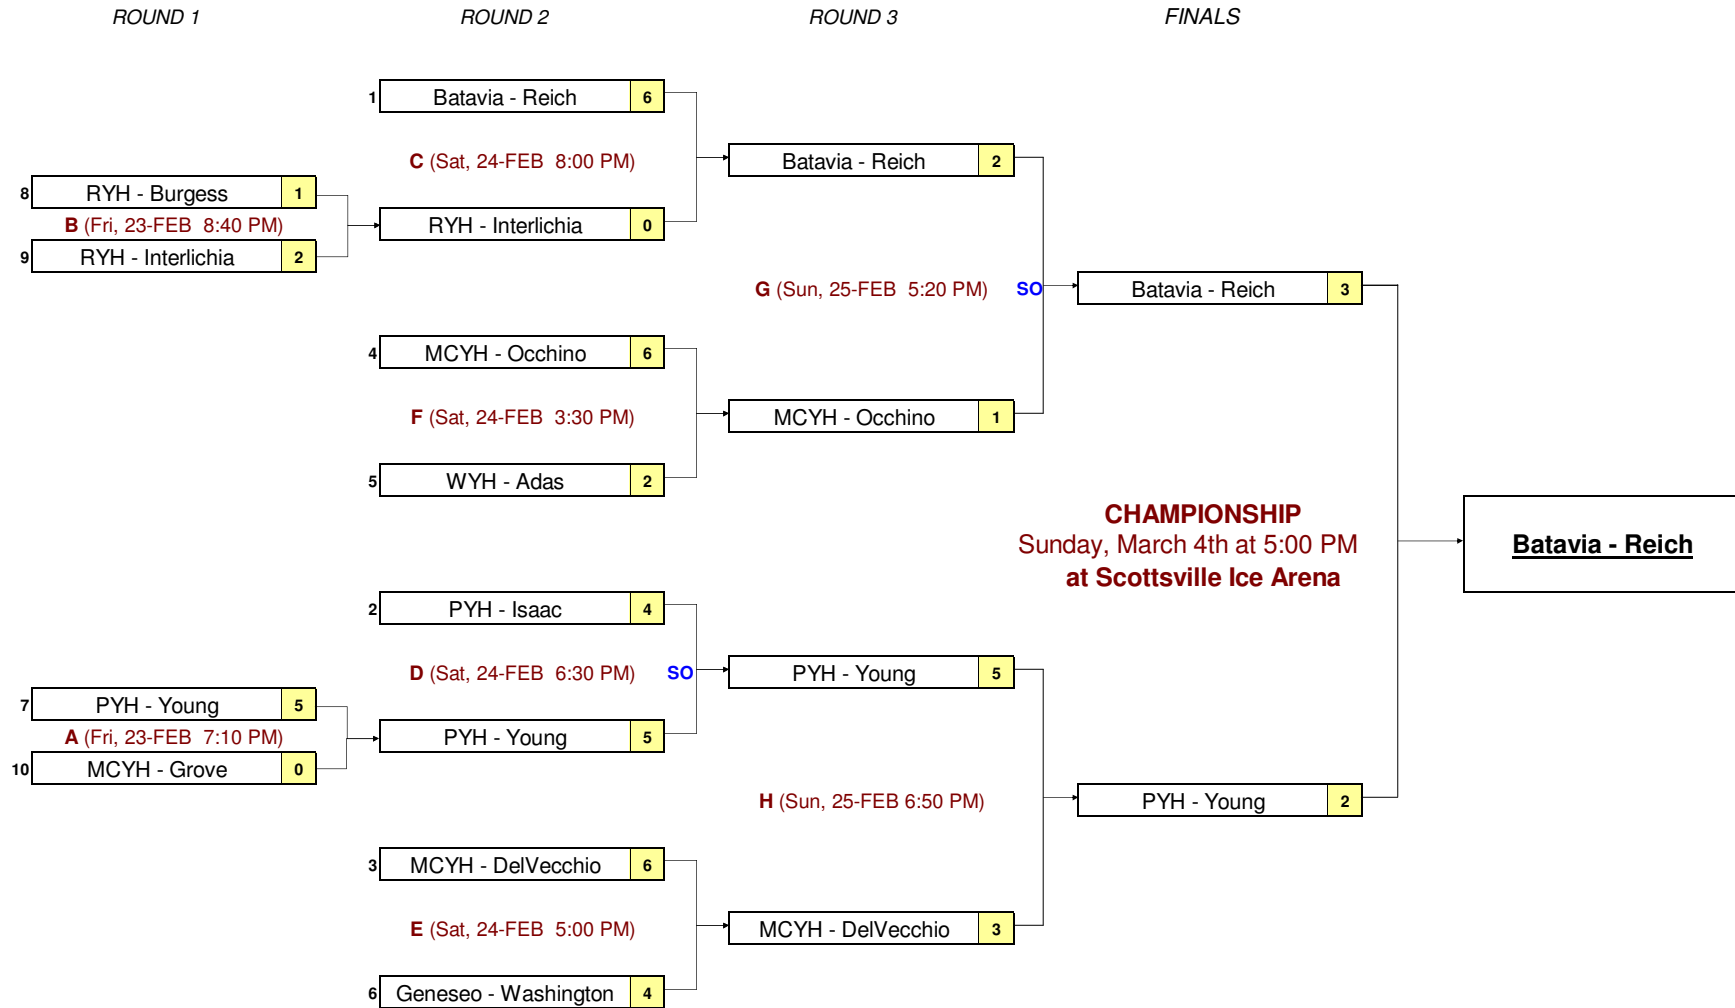 ROUND 1
ROUND 2
ROUND 3
FINALS
1 Batavia - Reich 6
C (Sat, 24-FEB 8:00 PM)
Batavia - Reich 2
8 RYH - Burgess 1
B (Fri, 23-FEB 8:40 PM)
RYH - Interlichia 0
9 RYH - Interlichia 2
G (Sun, 25-FEB 5:20 PM) SO
Batavia - Reich 3
4 MCYH - Occhino 6
F (Sat, 24-FEB 3:30 PM)
MCYH - Occhino 1
5 WYH - Adas 2
CHAMPIONSHIP
Sunday, March 4th at 5:00 PM
at Scottsville Ice Arena
Batavia - Reich
2 PYH - Isaac 4
D (Sat, 24-FEB 6:30 PM) SO
PYH - Young 5
7 PYH - Young 5
A (Fri, 23-FEB 7:10 PM)
PYH - Young 5
10 MCYH - Grove 0
H (Sun, 25-FEB 6:50 PM)
PYH - Young 2
3 MCYH - DelVecchio 6
E (Sat, 24-FEB 5:00 PM)
MCYH - DelVecchio 3
6 Geneseo - Washington 4